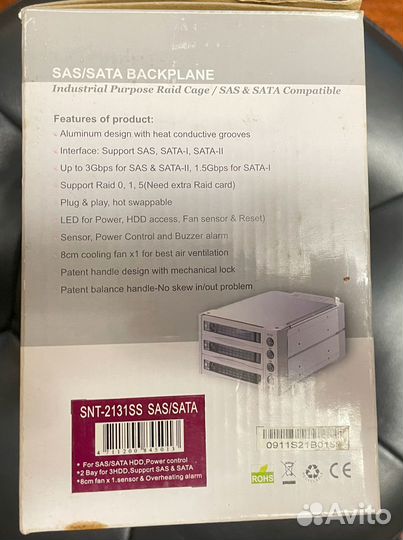 SAS/SATA BACKPLANE
Industrial Purpose Raid Cage / SAS & SATA Compatible
Features of product:
Aluminum design with heat conductive grooves
Interface: Support SAS, SATA-I, SATA-II
Up to 3Gbps for SAS & SATA-II, 1.5Gbps for SATA-I
Support Raid 0, 1, 5(Need extra Raid card)
Plug & play, hot swappable
LED for Power, HDD access, Fan sensor & Reset)
Sensor, Power Control and Buzzer alarm
8cm cooling fan x1 for best air ventilation
Patent handle design with mechanical lock
Patent balance handle-No skew in/out problem
SNT-2131SS SAS/SATA
4 711200 845013
• For SAS/SATA HDD,Power control
•2 Bay for 3HDD,Support SAS & SATA
•8cm fan x 1.sensor & Overheating alarm
ROHS
CE
Avito